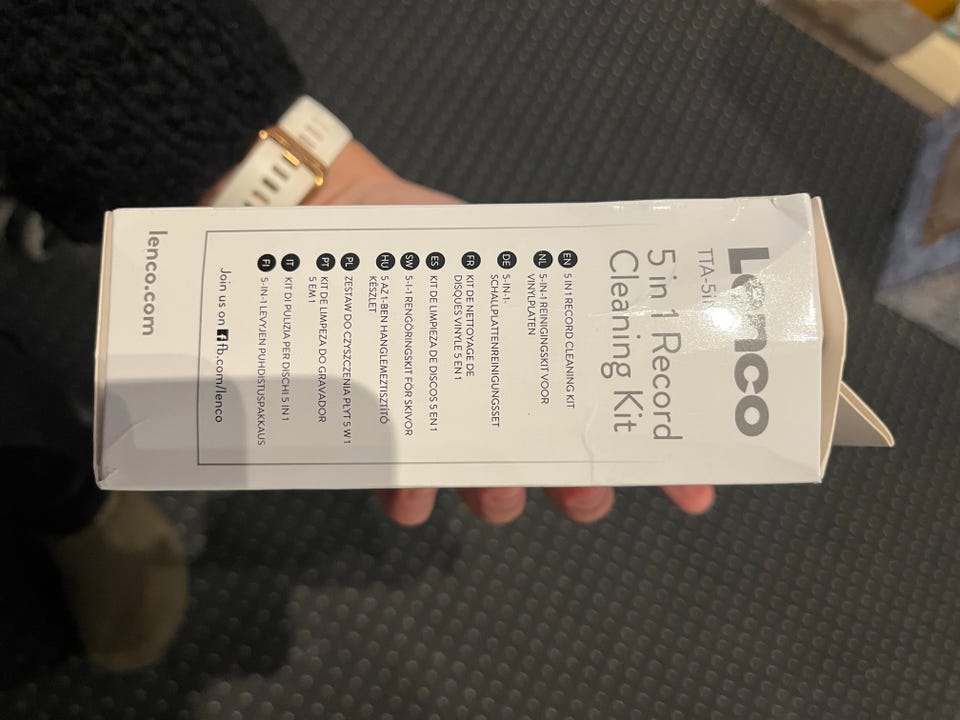 Lenco
TTA-5in
5 in 1 Record
Cleaning Kit
EN 5 IN 1 RECORD CLEANING KIT
NL 5-IN-1 REINIGINGSKIT VOOR
VINYLPLATEN
DE 5-IN-1-
SCHALLPLATTENREINIGUNGSSET
FR KIT DE NETTOYAGE DE
DISQUES VINYLE 5 EN 1
ES KIT DE LIMPIEZA DE DISCOS 5 EN 1
SW 5-I-1 RENGÖRINGSKIT FÖR SKIVOR
HU 5 AZ 1-BEN HANGLEMEZTISZTÍTÓ
KÉSZLET
PL ZESTAW DO CZYSZCZENIA PŁYT 5 W 1
PT KIT DE LIMPEZA DO GRAVADOR
5 EM 1
IT KIT DI PULIZIA PER DISCHI 5 IN 1
FI 5-IN-1 LEVYJEN PUHDISTUSPAKKAUS
Join us on f fb.com/lenco
lenco.com